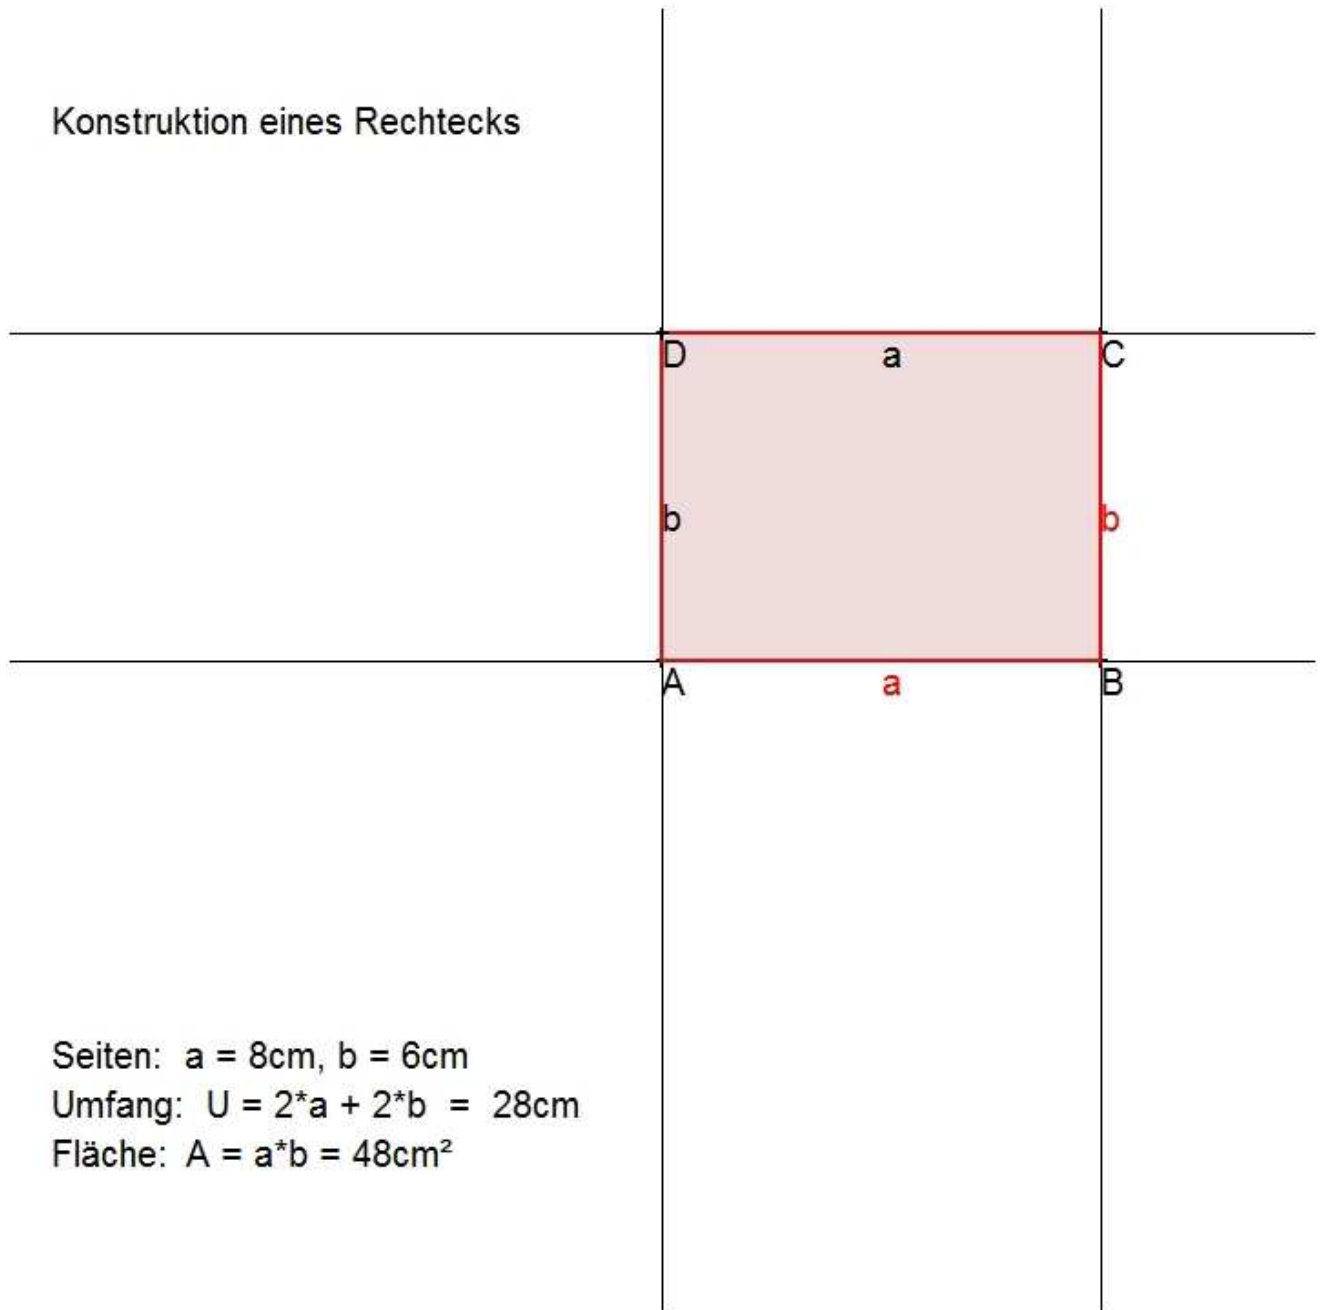 Konstruktion eines Rechtecks
D a C
b b
A a B
Seiten: a = 8cm, b = 6cm
Umfang: U = 2*a + 2*b = 28cm
Fläche: A = a*b = 48cm²